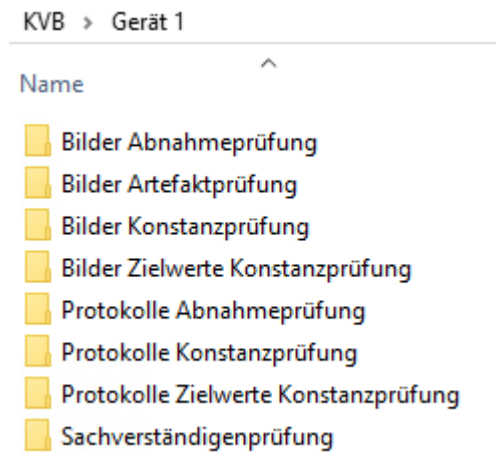 KVB > Gerät 1
Name
Bilder Abnahmeprüfung
Bilder Artefaktprüfung
Bilder Konstanzprüfung
Bilder Zielwerte Konstanzprüfung
Protokolle Abnahmeprüfung
Protokolle Konstanzprüfung
Protokolle Zielwerte Konstanzprüfung
Sachverständigenprüfung